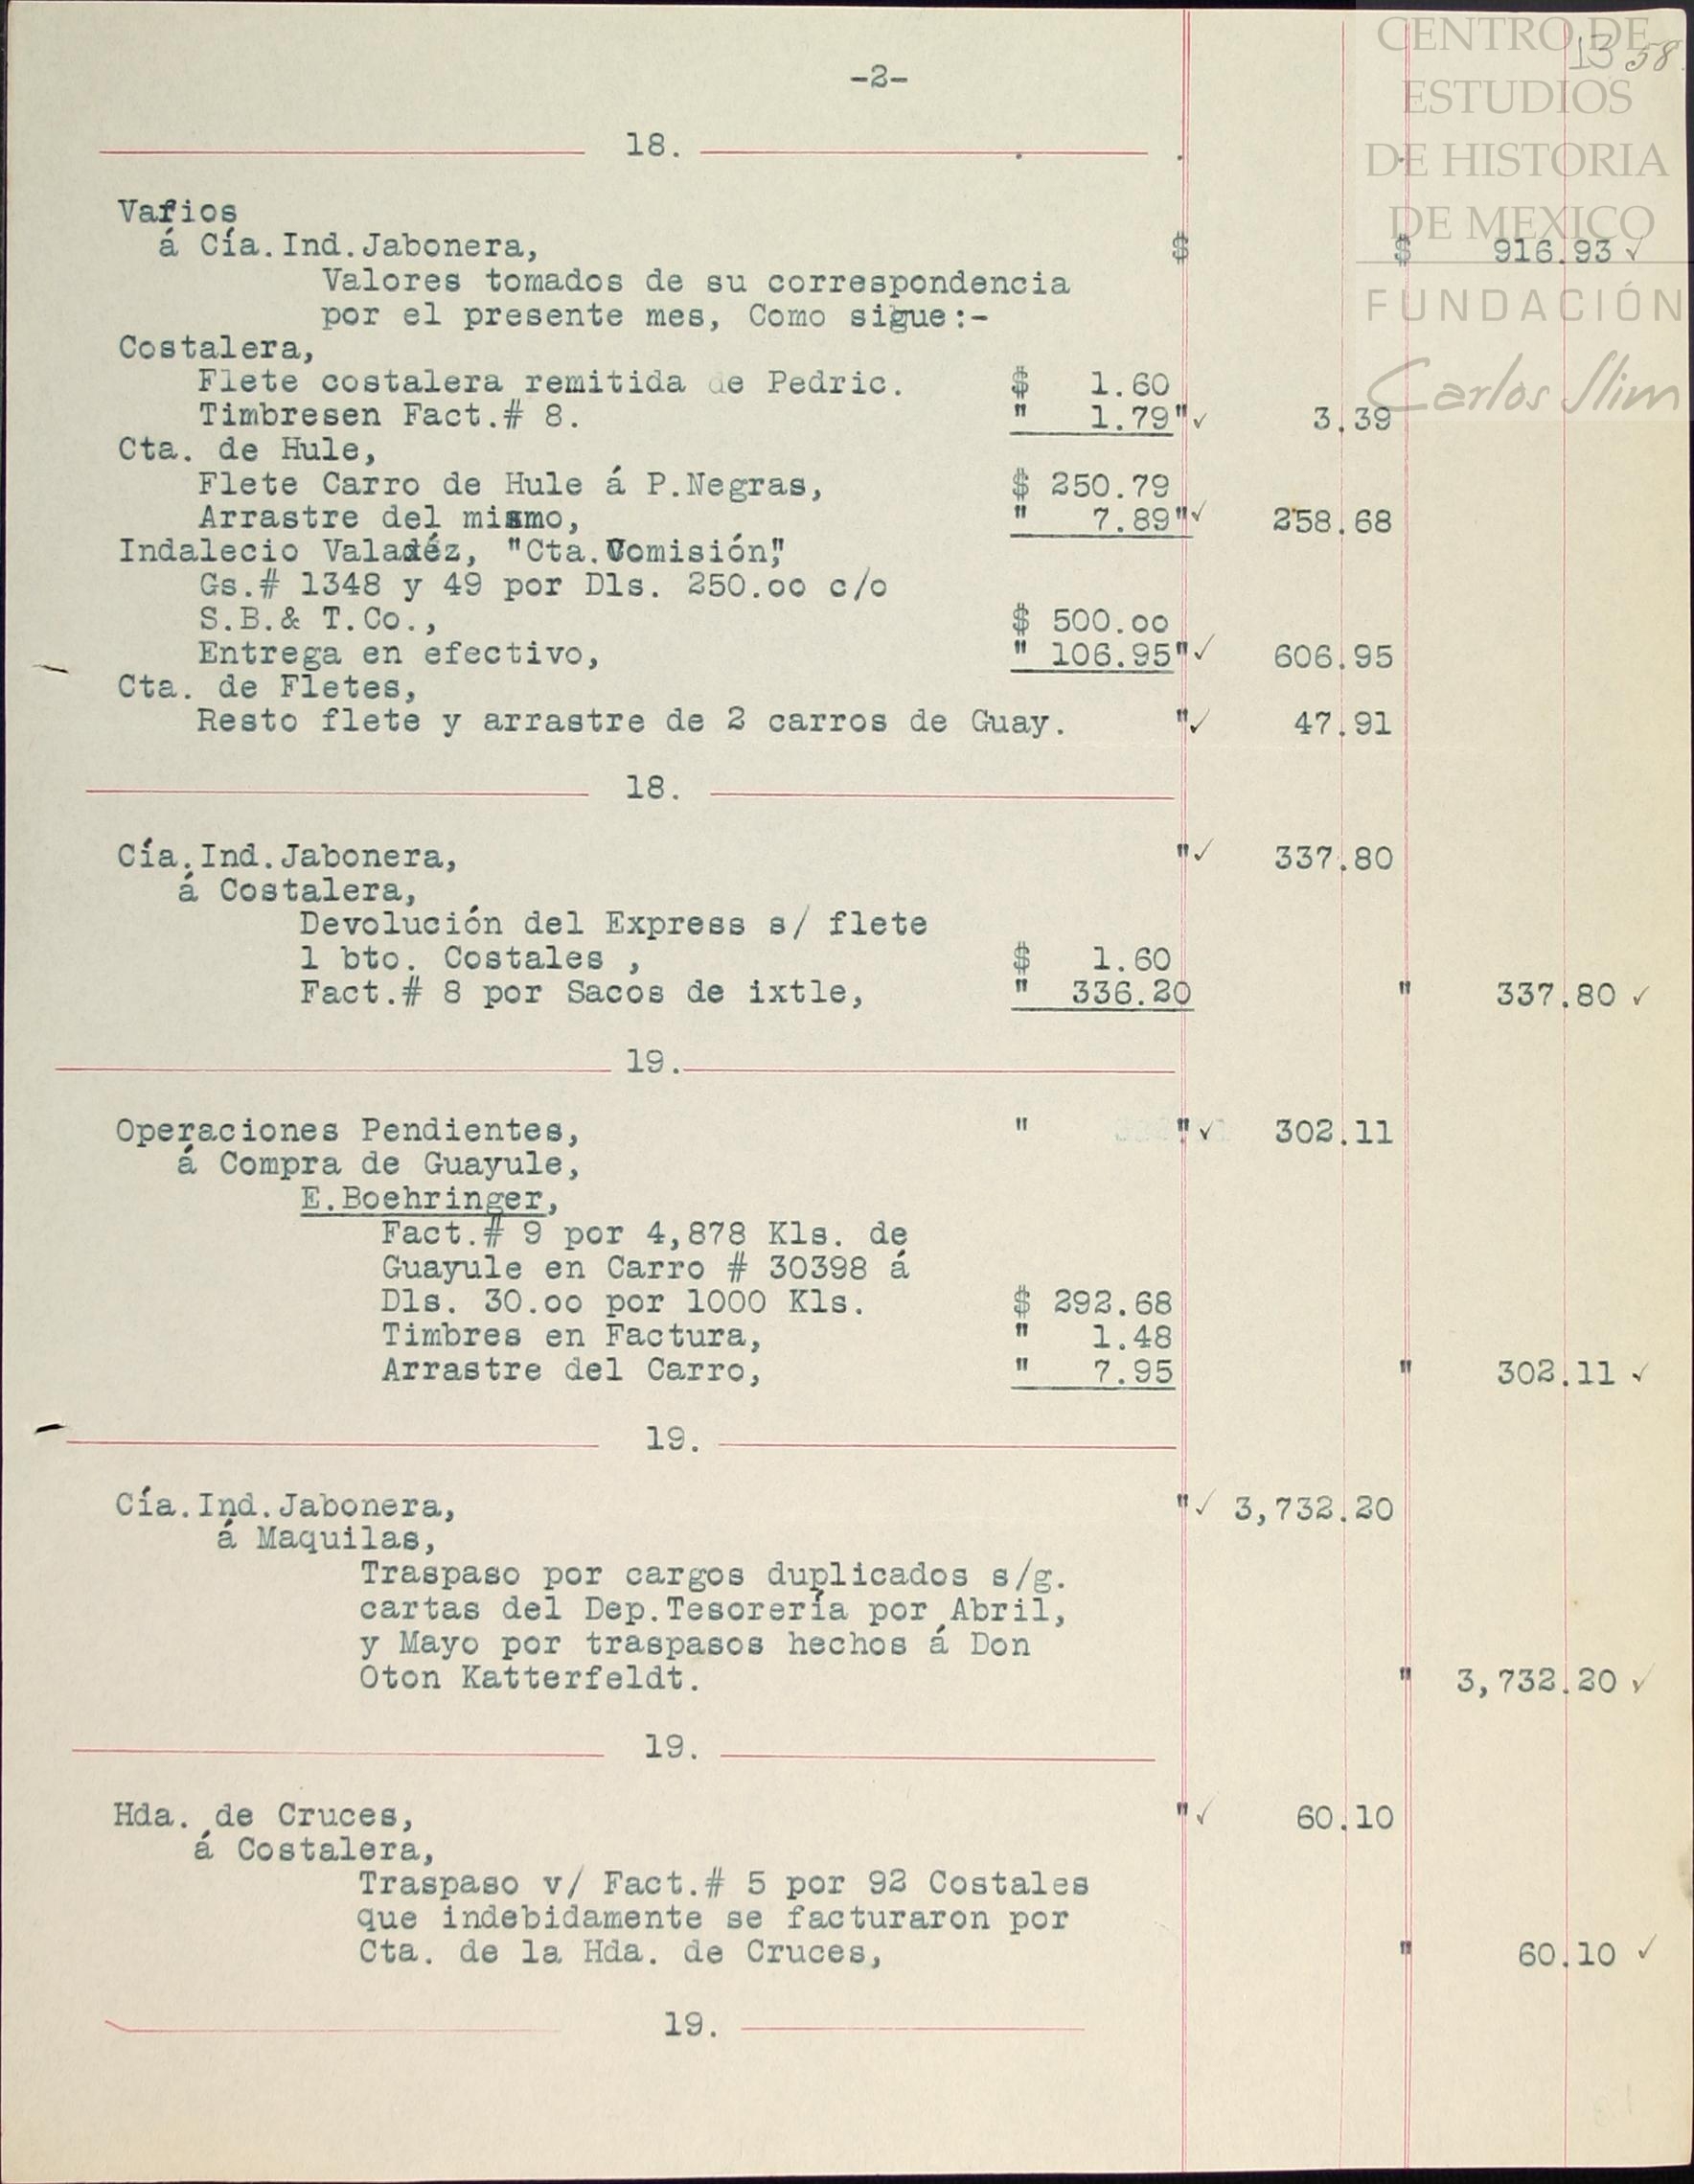 CENTRO DE
ESTUDIOS
DE HISTORIA
DE MEXICO
FUNDACIÓN
Carlos Slim
13 58
-2-
18.
Varios
á Cía.Ind.Jabonera, $ $ 916.93 ✓
Valores tomados de su correspondencia
por el presente mes, Como sigue:-
Costalera,
Flete costalera remitida de Pedric. $ 1.60
Timbresen Fact.# 8. " 1.79 " ✓ 3.39
Cta. de Hule,
Flete Carro de Hule á P.Negras, $ 250.79
Arrastre del mismo, " 7.89 " ✓ 258.68
Indalecio Valadéz, "Cta.Comisión",
Gs.# 1348 y 49 por Dls. 250.oo c/o
S.B.& T.Co., $ 500.oo
Entrega en efectivo, " 106.95 " ✓ 606.95
Cta. de Fletes,
Resto flete y arrastre de 2 carros de Guay. " ✓ 47.91
18.
Cía.Ind.Jabonera, " ✓ 337.80
á Costalera,
Devolución del Express s/ flete
1 bto. Costales , $ 1.60
Fact.# 8 por Sacos de ixtle, " 336.20 " 337.80 ✓
19.
Operaciones Pendientes, " " ✓ 302.11
á Compra de Guayule,
E.Boehringer,
Fact.# 9 por 4,878 Kls. de
Guayule en Carro # 30398 á
Dls. 30.oo por 1000 Kls. $ 292.68
Timbres en Factura, " 1.48
Arrastre del Carro, " 7.95 " 302.11 ✓
19.
Cía.Ind.Jabonera, " ✓ 3,732.20
á Maquilas,
Traspaso por cargos duplicados s/g.
cartas del Dep.Tesorería por Abril,
y Mayo por traspasos hechos á Don
Oton Katterfeldt. " 3,732.20 ✓
19.
Hda. de Cruces, " ✓ 60.10
á Costalera,
Traspaso v/ Fact.# 5 por 92 Costales
que indebidamente se facturaron por
Cta. de la Hda. de Cruces, " 60.10 ✓
19.